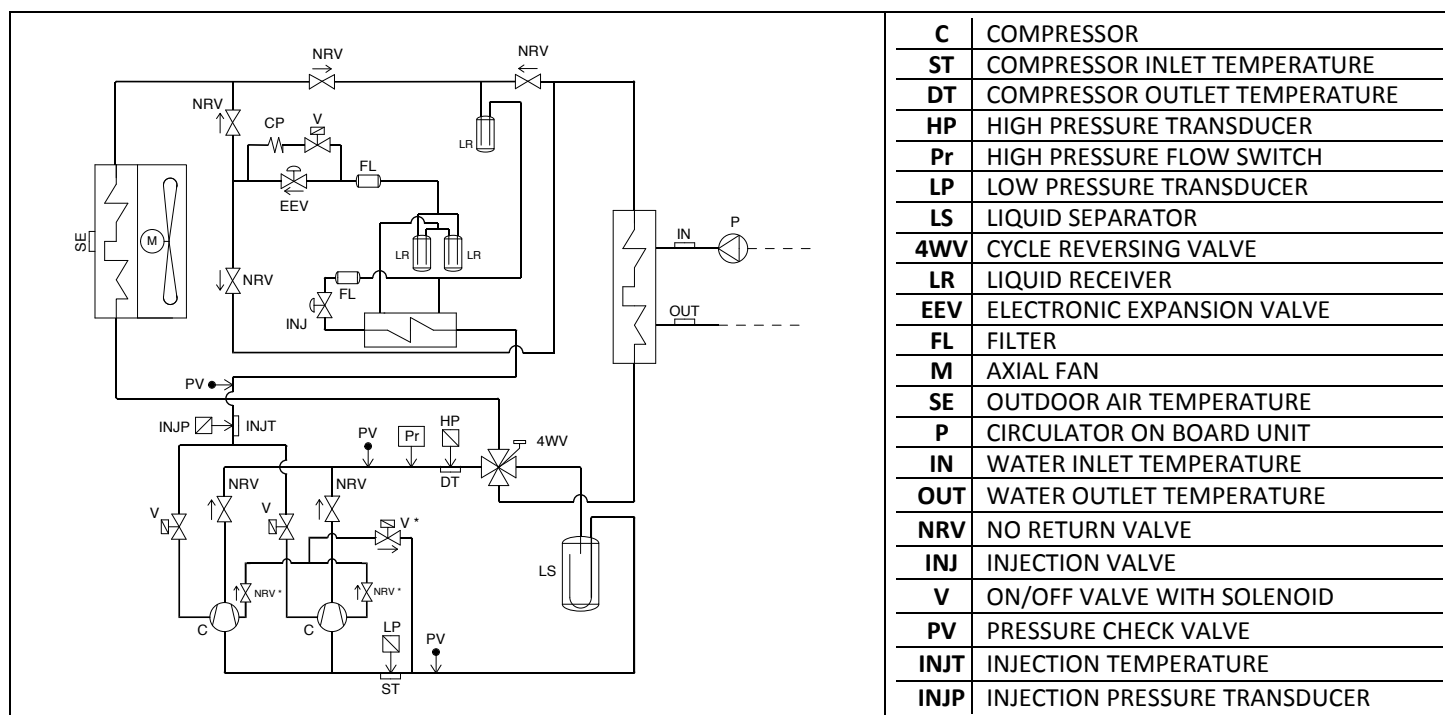 NRV NRV
NRV CP V
LR
FL
EEV
SE M
LR LR
IN P
NRV
FL
INJ
OUT
PV
INJP INJT
PV Pr HP
4WV
DT
NRV NRV
V V V *
LS
NRV * NRV *
C C LP PV
ST
C COMPRESSOR
ST COMPRESSOR INLET TEMPERATURE
DT COMPRESSOR OUTLET TEMPERATURE
HP HIGH PRESSURE TRANSDUCER
Pr HIGH PRESSURE FLOW SWITCH
LP LOW PRESSURE TRANSDUCER
LS LIQUID SEPARATOR
4WV CYCLE REVERSING VALVE
LR LIQUID RECEIVER
EEV ELECTRONIC EXPANSION VALVE
FL FILTER
M AXIAL FAN
SE OUTDOOR AIR TEMPERATURE
P CIRCULATOR ON BOARD UNIT
IN WATER INLET TEMPERATURE
OUT WATER OUTLET TEMPERATURE
NRV NO RETURN VALVE
INJ INJECTION VALVE
V ON/OFF VALVE WITH SOLENOID
PV PRESSURE CHECK VALVE
INJT INJECTION TEMPERATURE
INJP INJECTION PRESSURE TRANSDUCER